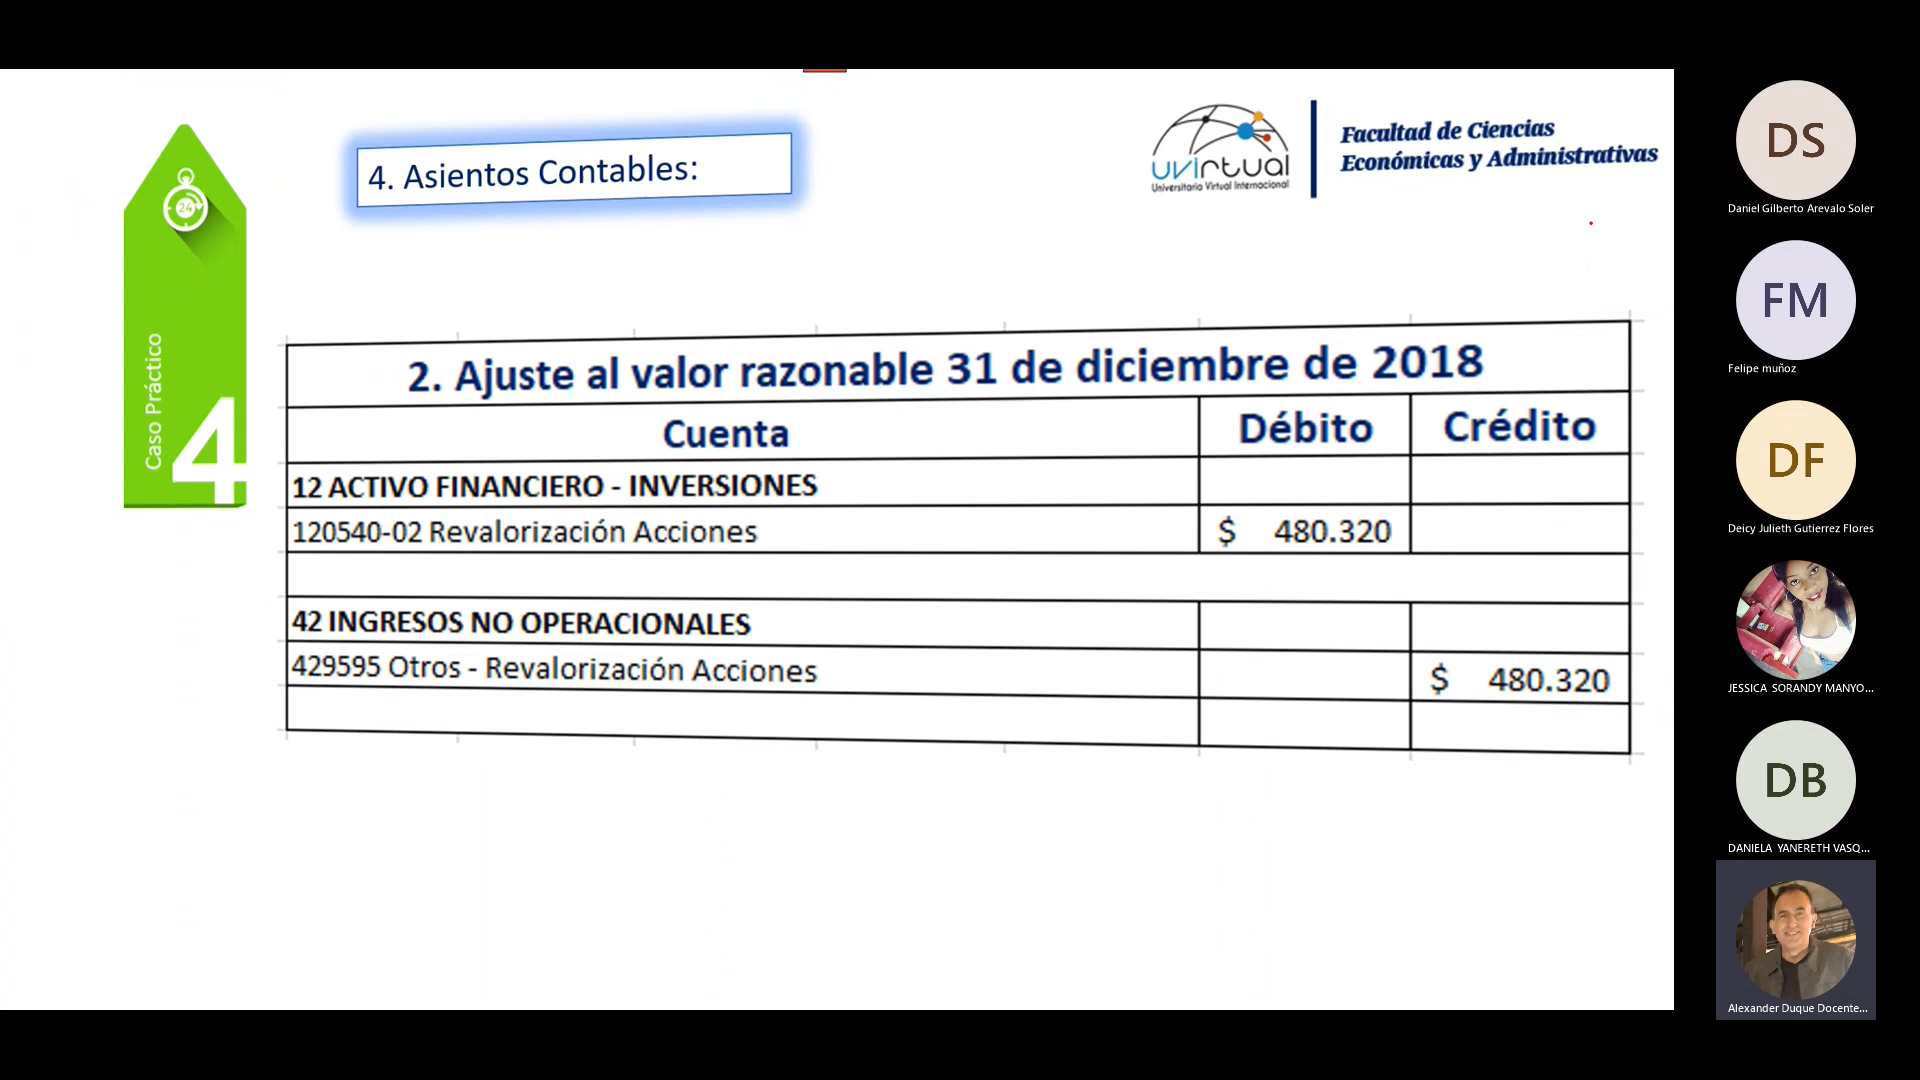 4. Asientos Contables:
uvirtual
Universitaria Virtual Internacional
Facultad de Ciencias
Económicas y Administrativas
24
Caso Práctico
4
2. Ajuste al valor razonable 31 de diciembre de 2018
Cuenta Débito Crédito
12 ACTIVO FINANCIERO - INVERSIONES
120540-02 Revalorización Acciones $ 480.320
42 INGRESOS NO OPERACIONALES
429595 Otros - Revalorización Acciones $ 480.320
DS
Daniel Gilberto Arevalo Soler
FM
Felipe muñoz
DF
Deicy Julieth Gutierrez Flores
JESSICA SORANDY MANYO...
DB
DANIELA YANERETH VASQ...
Alexander Duque Docente...